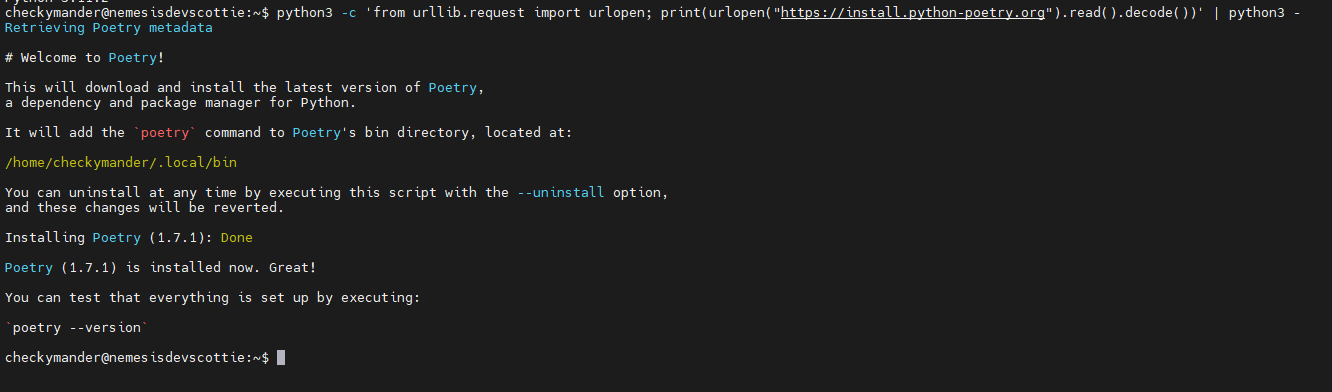 checkymander@nemesisdevscottie:~$ python3 -c 'from urllib.request import urlopen; print(urlopen("https://install.python-poetry.org").read().decode())' | python3 -
Retrieving Poetry metadata
# Welcome to Poetry!
This will download and install the latest version of Poetry,
a dependency and package manager for Python.
It will add the `poetry` command to Poetry's bin directory, located at:
/home/checkymander/.local/bin
You can uninstall at any time by executing this script with the --uninstall option,
and these changes will be reverted.
Installing Poetry (1.7.1): Done
Poetry (1.7.1) is installed now. Great!
You can test that everything is set up by executing:
`poetry --version`
checkymander@nemesisdevscottie:~$